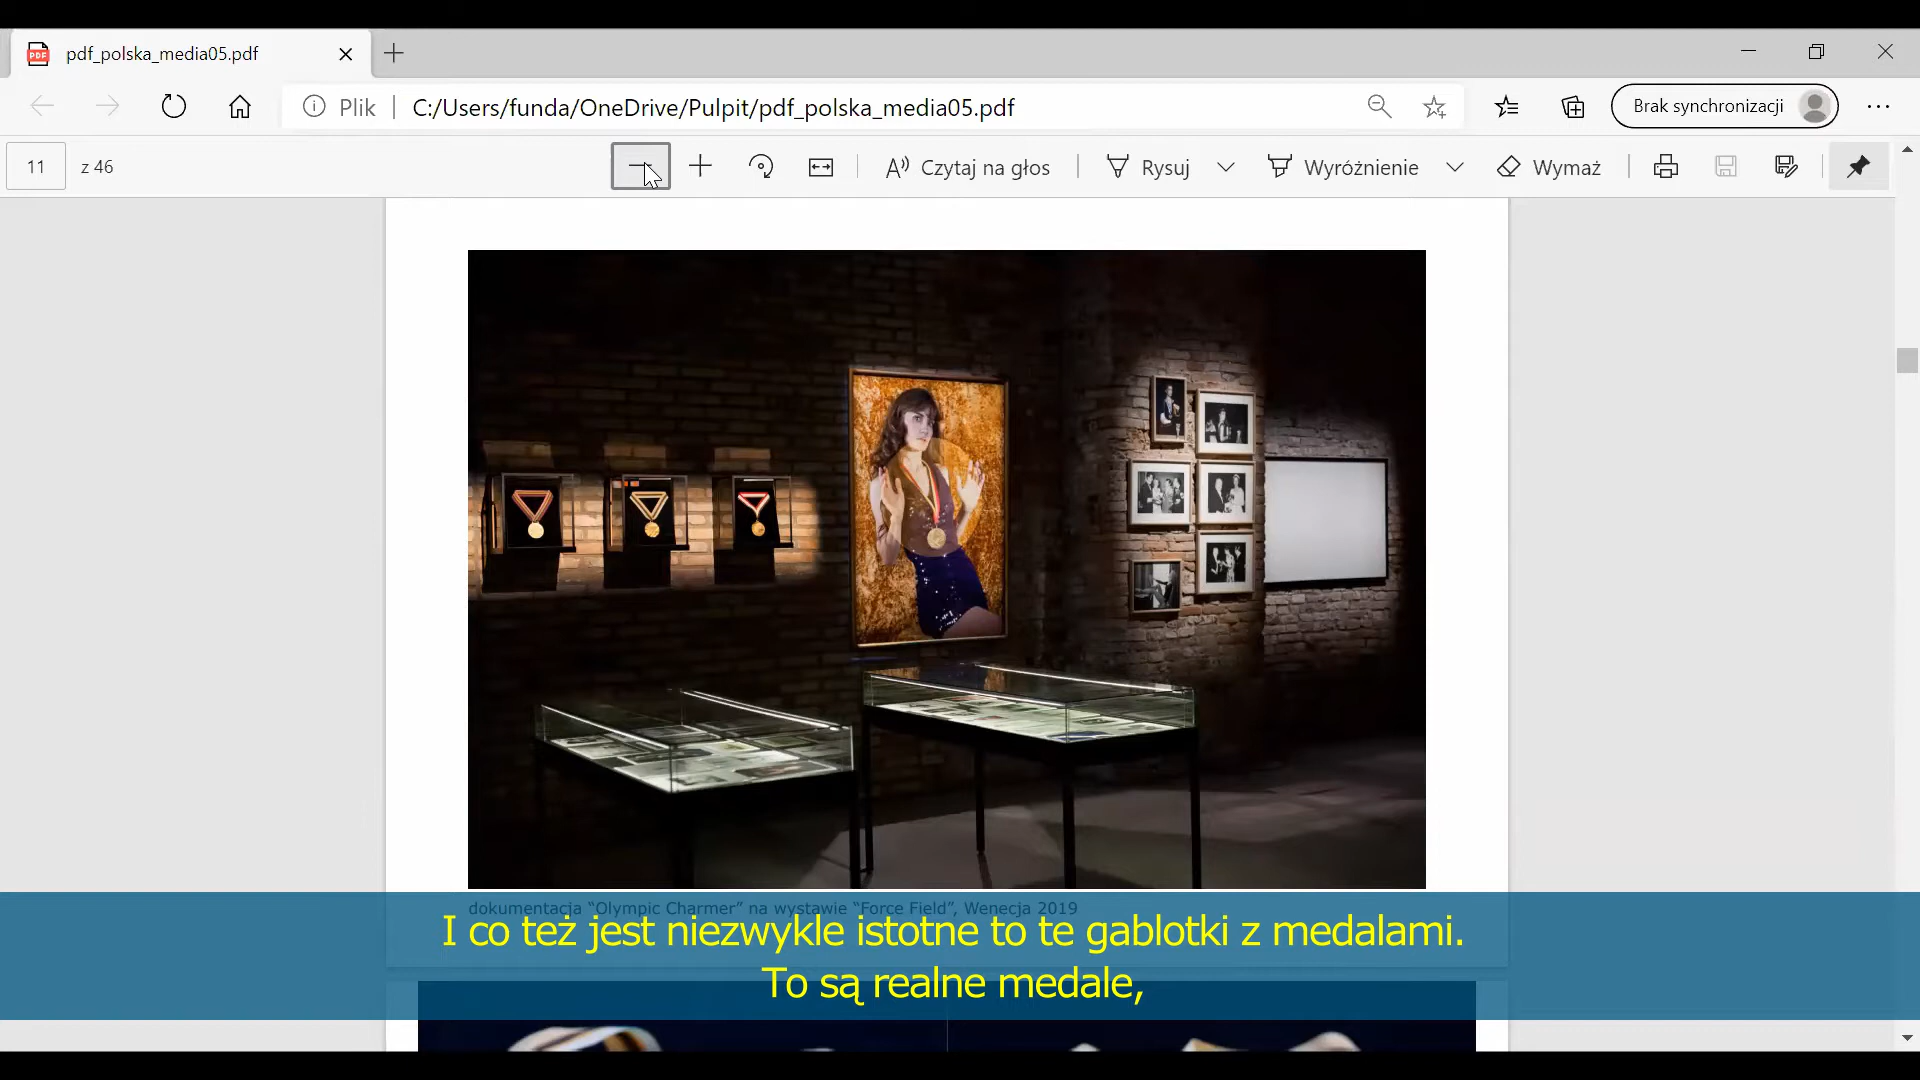 pdf_polska_media05.pdf
Plik
C:/Users/funda/OneDrive/Pulpit/pdf_polska_media05.pdf
Brak synchronizacji
11
z 46
Czytaj na głos
Rysuj
Wyróżnienie
Wymaż
dokumentacja “Olympic Charmer” na wystawie “Force Field”, Wenecja 2019
I co też jest niezwykle istotne to te gablotki z medalami.
To są realne medale,